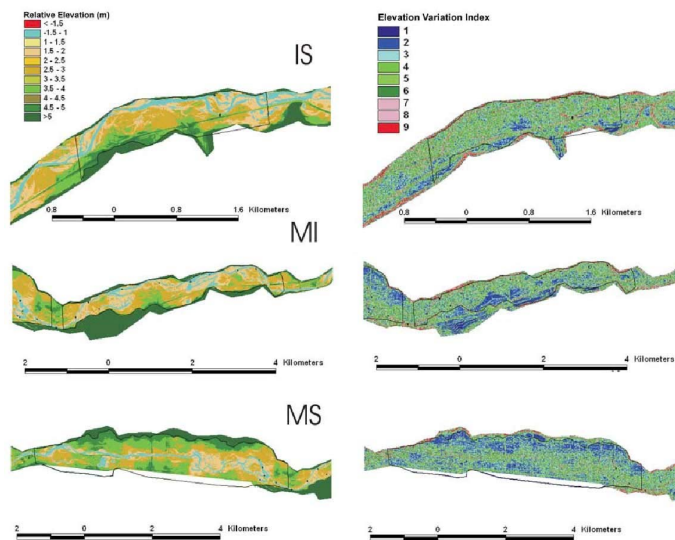 Relative Elevation (m)
< -1.5
-1.5 - 1
1 - 1.5
1.5 - 2
2 - 2.5
2.5 - 3
3 - 3.5
3.5 - 4
4 - 4.5
4.5 - 5
>5
IS
Elevation Variation Index
1
2
3
4
5
6
7
8
9
0.8 0 0.8 1.6 Kilometers
0.8 0 0.8 1.6 Kilometers
MI
2 0 2 4 Kilometers
2 0 2 4 Kilometers
MS
2 0 2 4 Kilometers
2 0 2 4 Kilometers